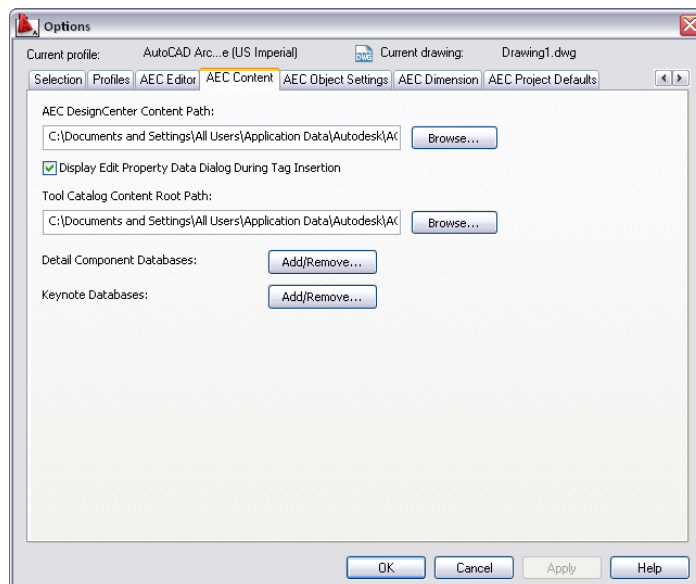 Options
Current profile: AutoCAD Arc...e (US Imperial) DWG Current drawing: Drawing1.dwg
Selection Profiles AEC Editor AEC Content AEC Object Settings AEC Dimension AEC Project Defaults
AEC DesignCenter Content Path:
C:\Documents and Settings\All Users\Application Data\Autodesk\AC Browse...
Display Edit Property Data Dialog During Tag Insertion
Tool Catalog Content Root Path:
C:\Documents and Settings\All Users\Application Data\Autodesk\AC Browse...
Detail Component Databases: Add/Remove...
Keynote Databases: Add/Remove...
OK Cancel Apply Help